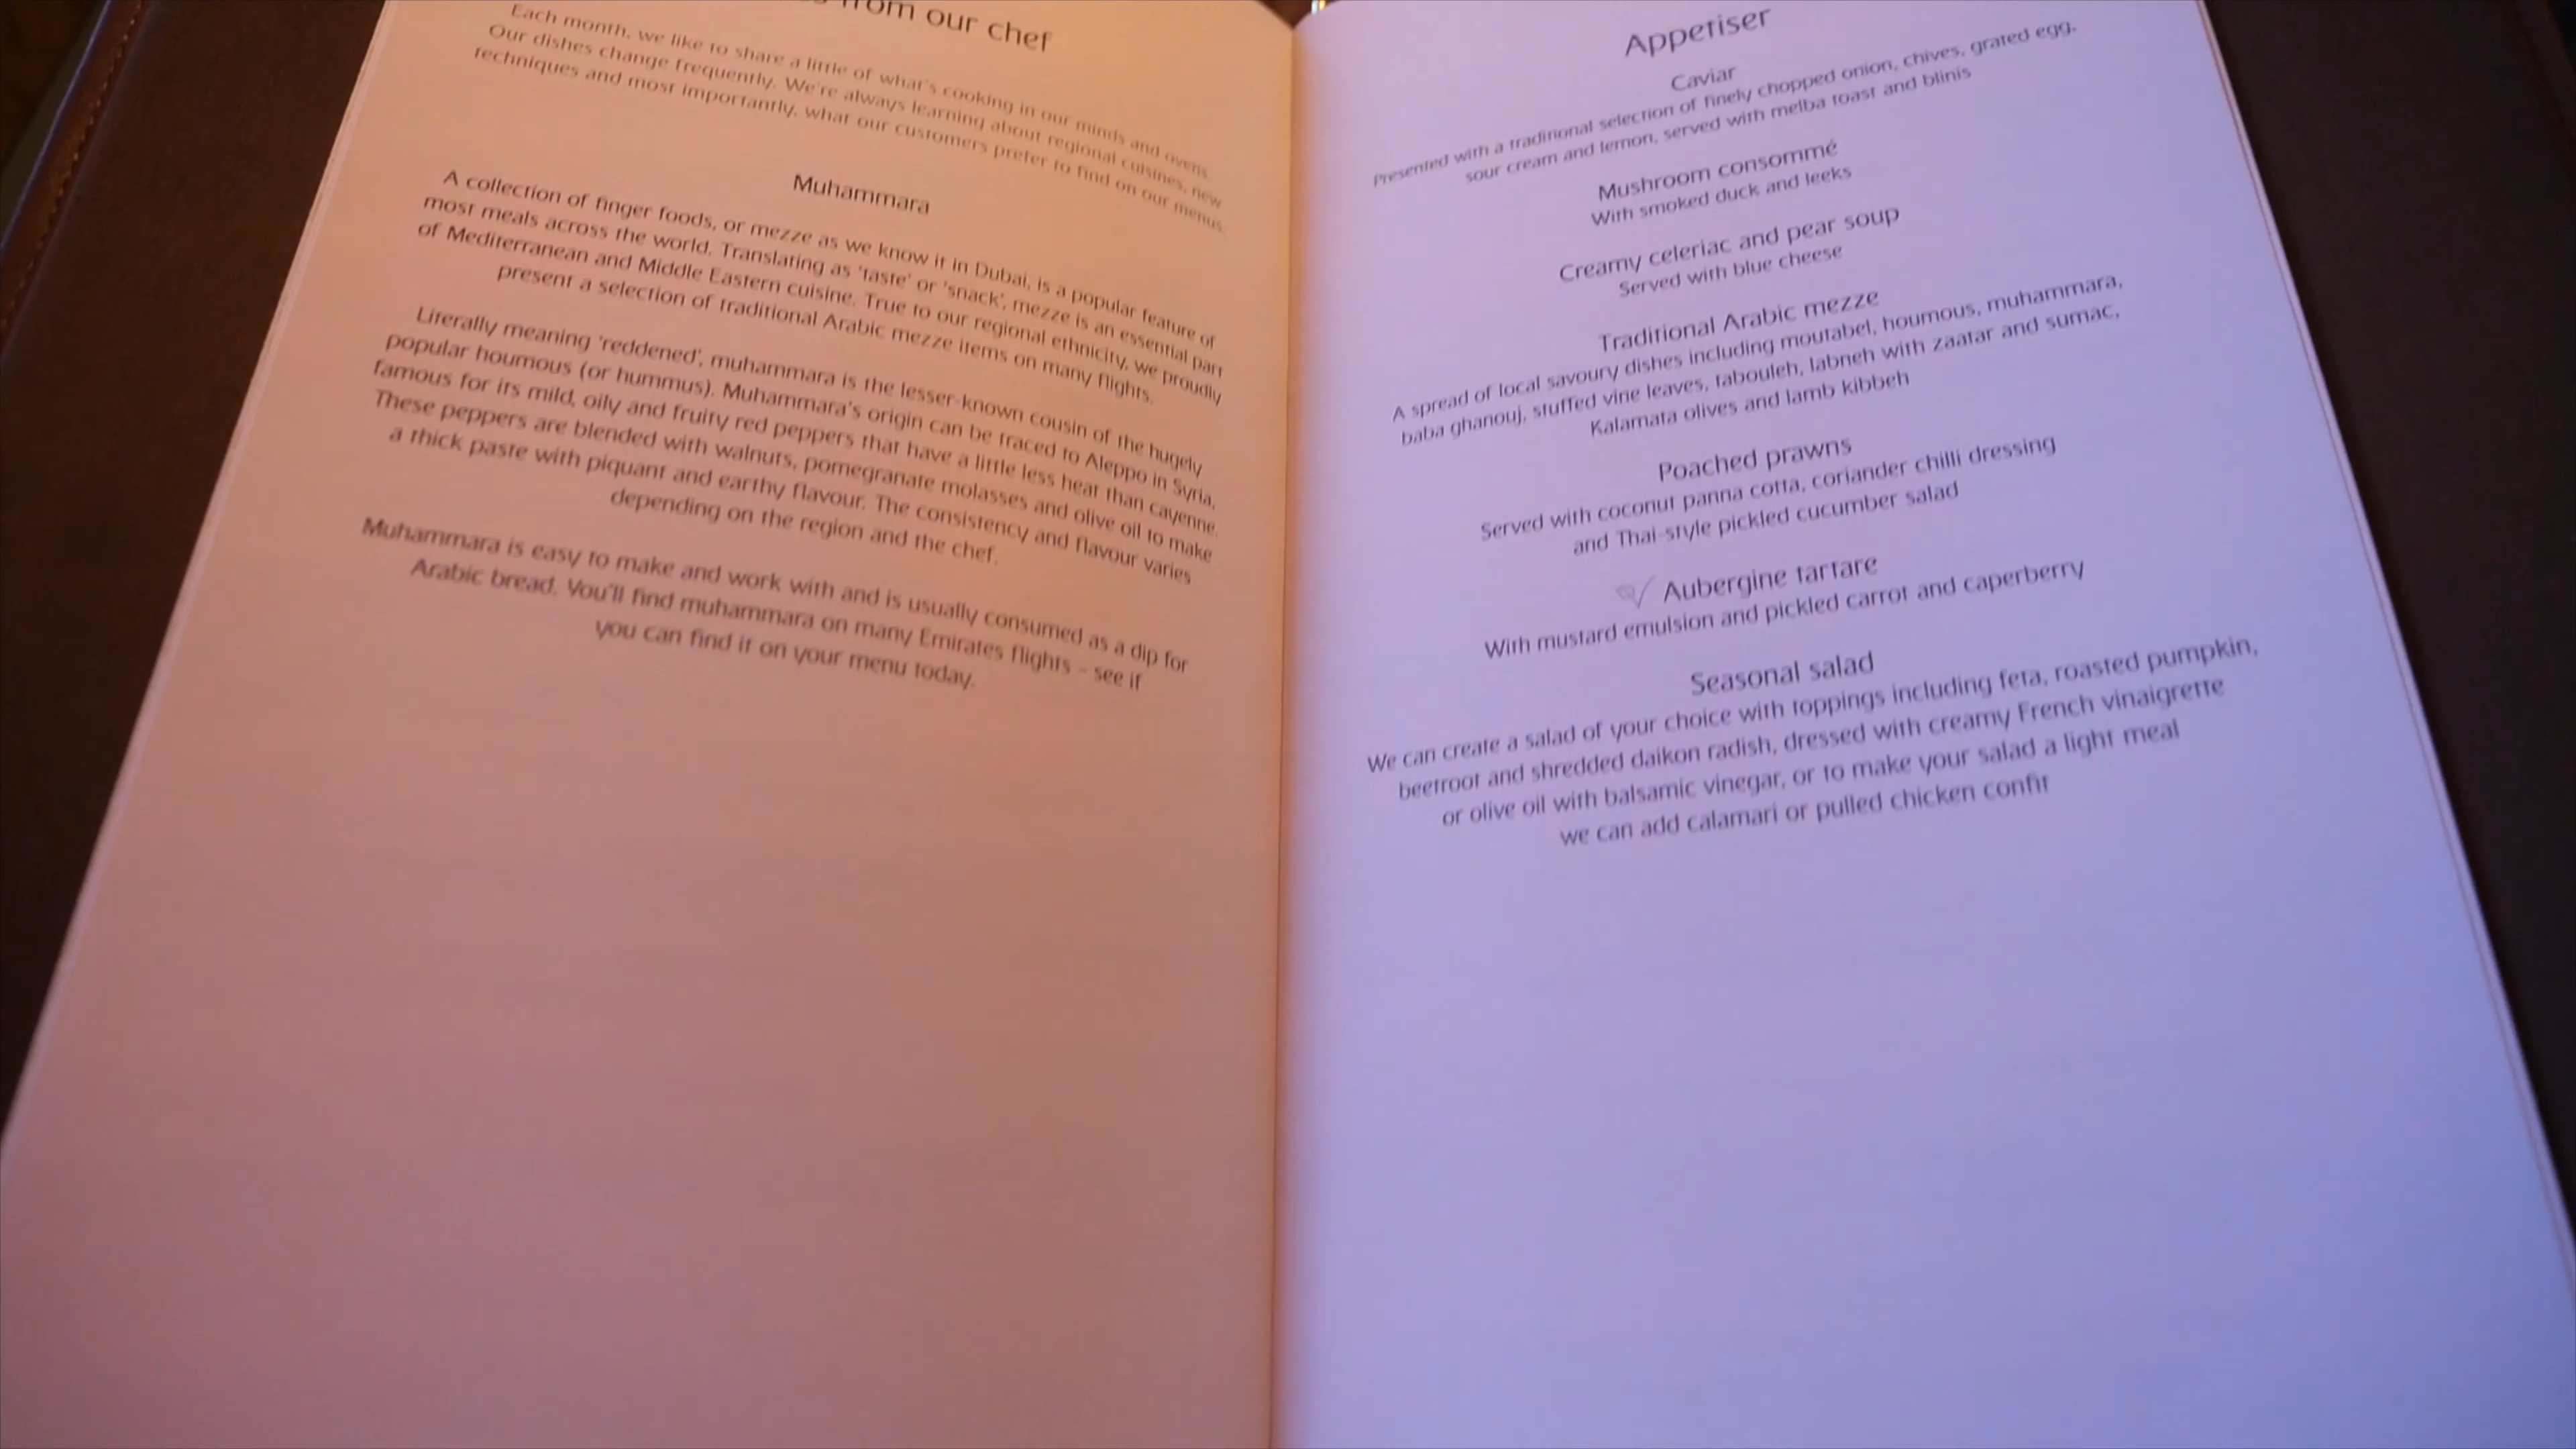 from our chef
Each month, we like to share a little of what's cooking in our minds and ovens.
Our dishes change frequently. We're always learning about regional cuisines, new
techniques and most importantly, what our customers prefer to find on our menus.
Muhammara
A collection of finger foods, or mezze as we know it in Dubai, is a popular feature of
most meals across the world. Translating as 'taste' or 'snack', mezze is an essential part
of Mediterranean and Middle Eastern cuisine. True to our regional ethnicity, we proudly
present a selection of traditional Arabic mezze items on many flights.
Literally meaning 'reddened', muhammara is the lesser-known cousin of the hugely
popular houmous (or hummus). Muhammara's origin can be traced to Aleppo in Syria,
famous for its mild, oily and fruity red peppers that have a little less heat than cayenne.
These peppers are blended with walnuts, pomegranate molasses and olive oil to make
a thick paste with piquant and earthy flavour. The consistency and flavour varies
depending on the region and the chef.
Muhammara is easy to make and work with and is usually consumed as a dip for
Arabic bread. You'll find muhammara on many Emirates flights – see if
you can find it on your menu today.
Appetiser
Caviar
Presented with a traditional selection of finely chopped onion, chives, grated egg,
sour cream and lemon, served with melba toast and blinis
Mushroom consommé
With smoked duck and leeks
Creamy celeriac and pear soup
Served with blue cheese
Traditional Arabic mezze
A spread of local savoury dishes including moutabel, houmous, muhammara,
baba ghanouj, stuffed vine leaves, tabouleh, labneh with zaatar and sumac,
Kalamata olives and lamb kibbeh
Poached prawns
Served with coconut panna cotta, coriander chilli dressing
and Thai-style pickled cucumber salad
Aubergine tartare
With mustard emulsion and pickled carrot and caperberry
Seasonal salad
We can create a salad of your choice with toppings including feta, roasted pumpkin,
beetroot and shredded daikon radish, dressed with creamy French vinaigrette
or olive oil with balsamic vinegar, or to make your salad a light meal
we can add calamari or pulled chicken confit